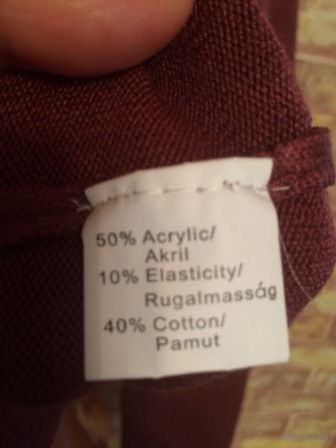 50% Acrylic/
Akril
10% Elasticity/
Rugalmasság
40% Cotton/
Pamut